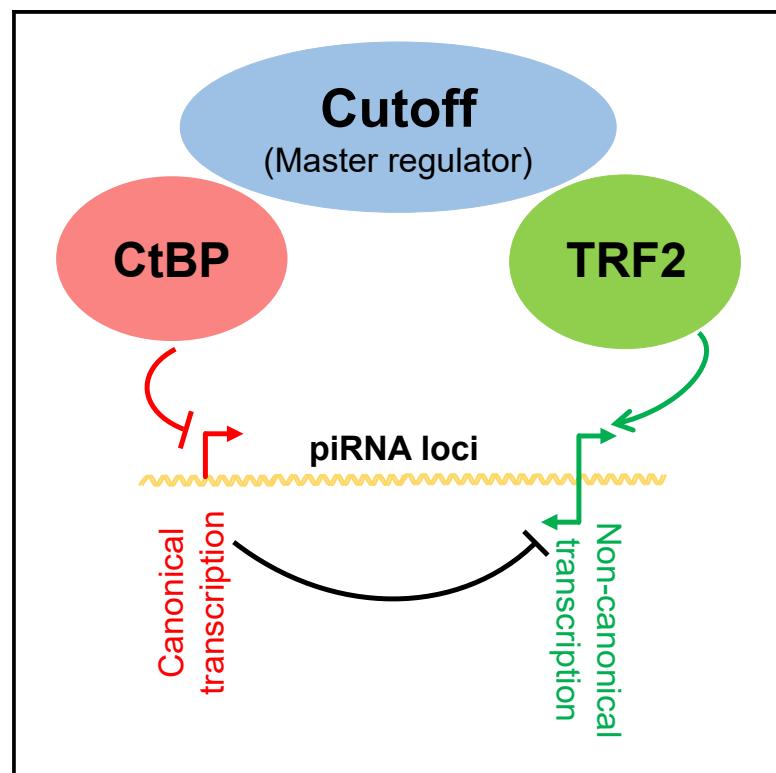 Cutoff
(Master regulator)
CtBP
TRF2
piRNA loci
Canonical
transcription
Non-canonical
transcription